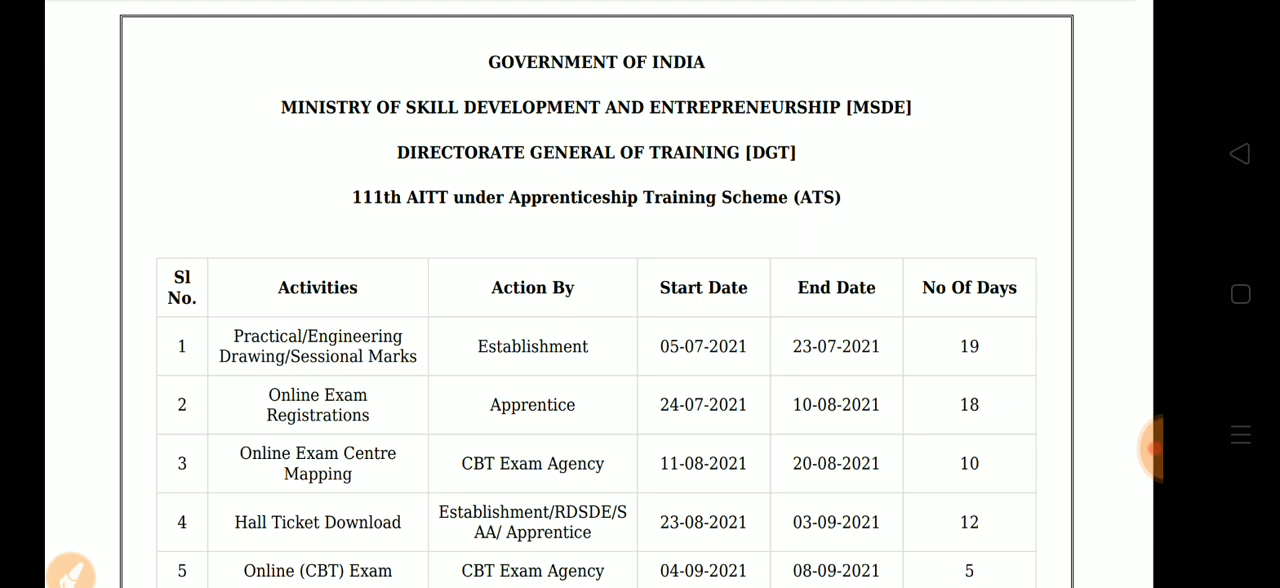 GOVERNMENT OF INDIA
MINISTRY OF SKILL DEVELOPMENT AND ENTREPRENEURSHIP [MSDE]
DIRECTORATE GENERAL OF TRAINING [DGT]
111th AITT under Apprenticeship Training Scheme (ATS)
Sl No. Activities Action By Start Date End Date No Of Days
1 Practical/Engineering Drawing/Sessional Marks Establishment 05-07-2021 23-07-2021 19
2 Online Exam Registrations Apprentice 24-07-2021 10-08-2021 18
3 Online Exam Centre Mapping CBT Exam Agency 11-08-2021 20-08-2021 10
4 Hall Ticket Download Establishment/RDSDE/SAA/ Apprentice 23-08-2021 03-09-2021 12
5 Online (CBT) Exam CBT Exam Agency 04-09-2021 08-09-2021 5